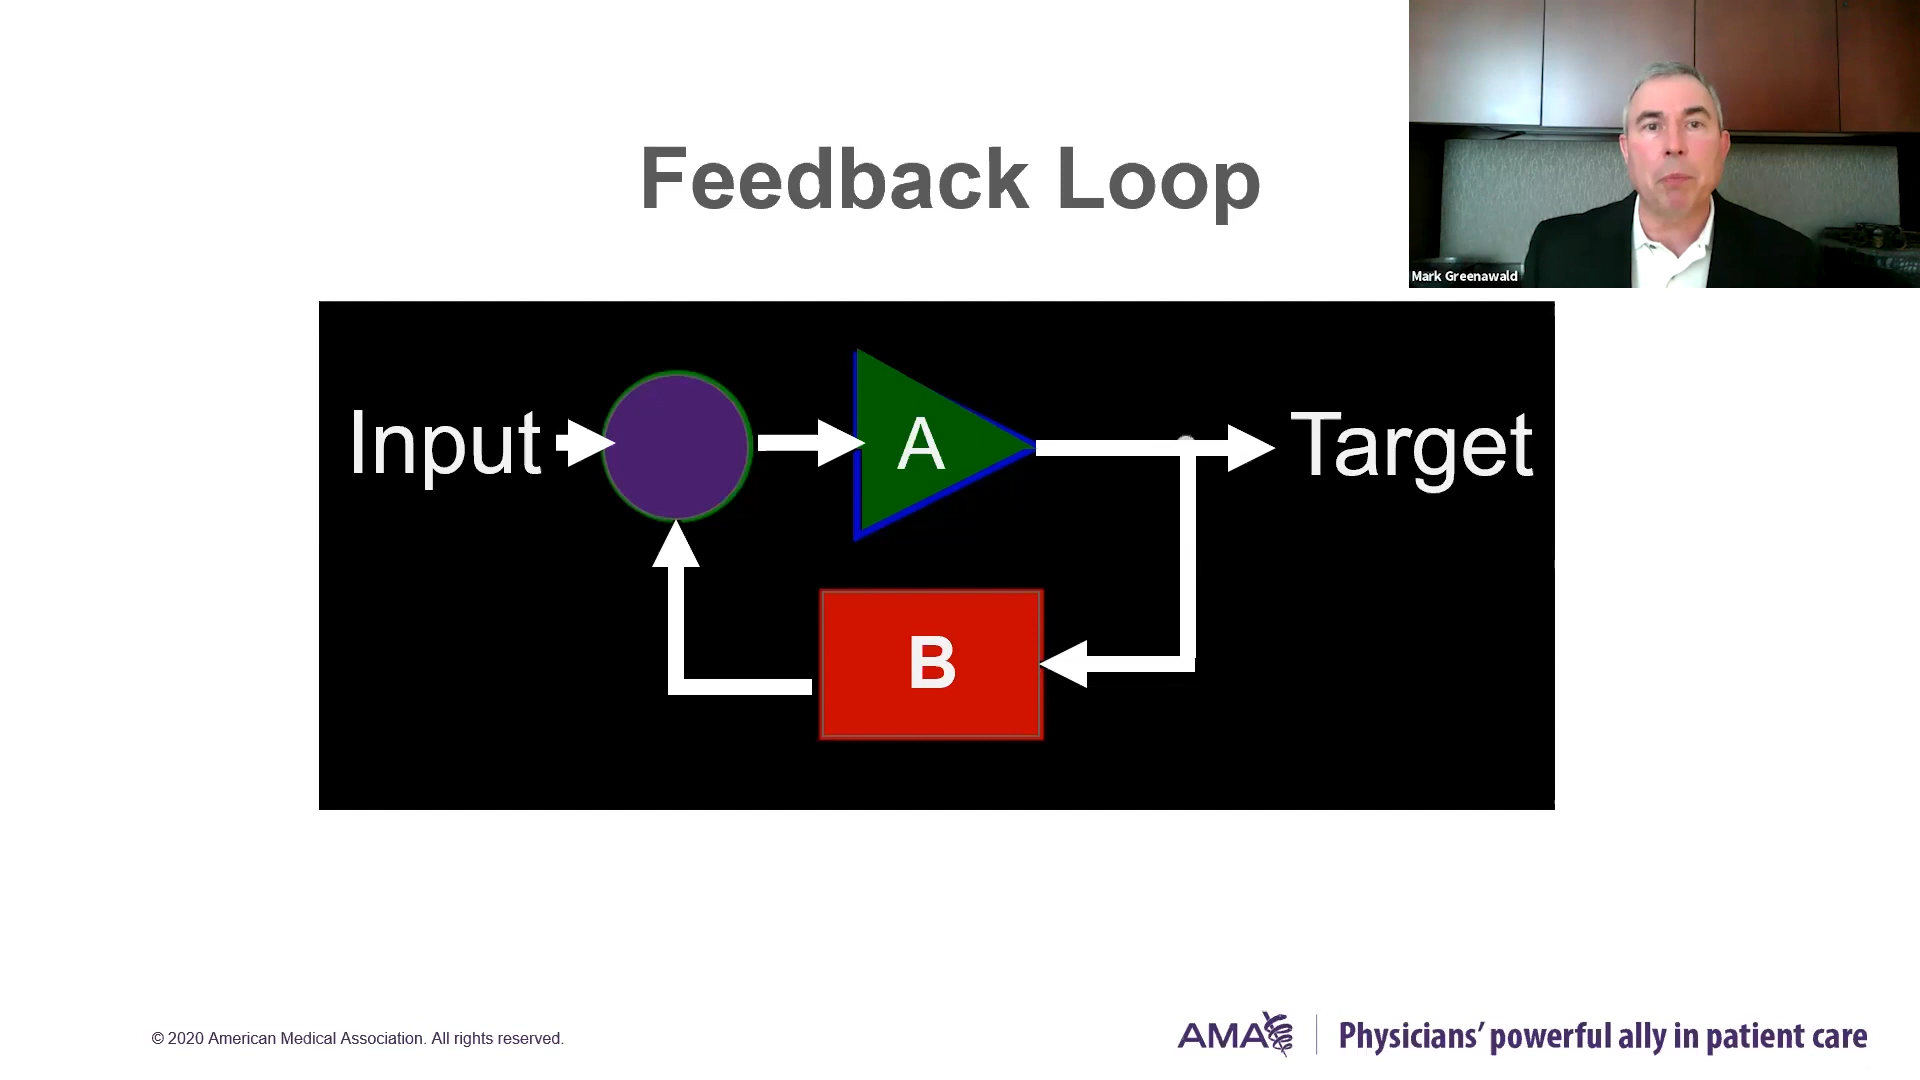 Feedback Loop
Mark Greenawald
Input
A
Target
B
© 2020 American Medical Association. All rights reserved.
AMA
Physicians’ powerful ally in patient care